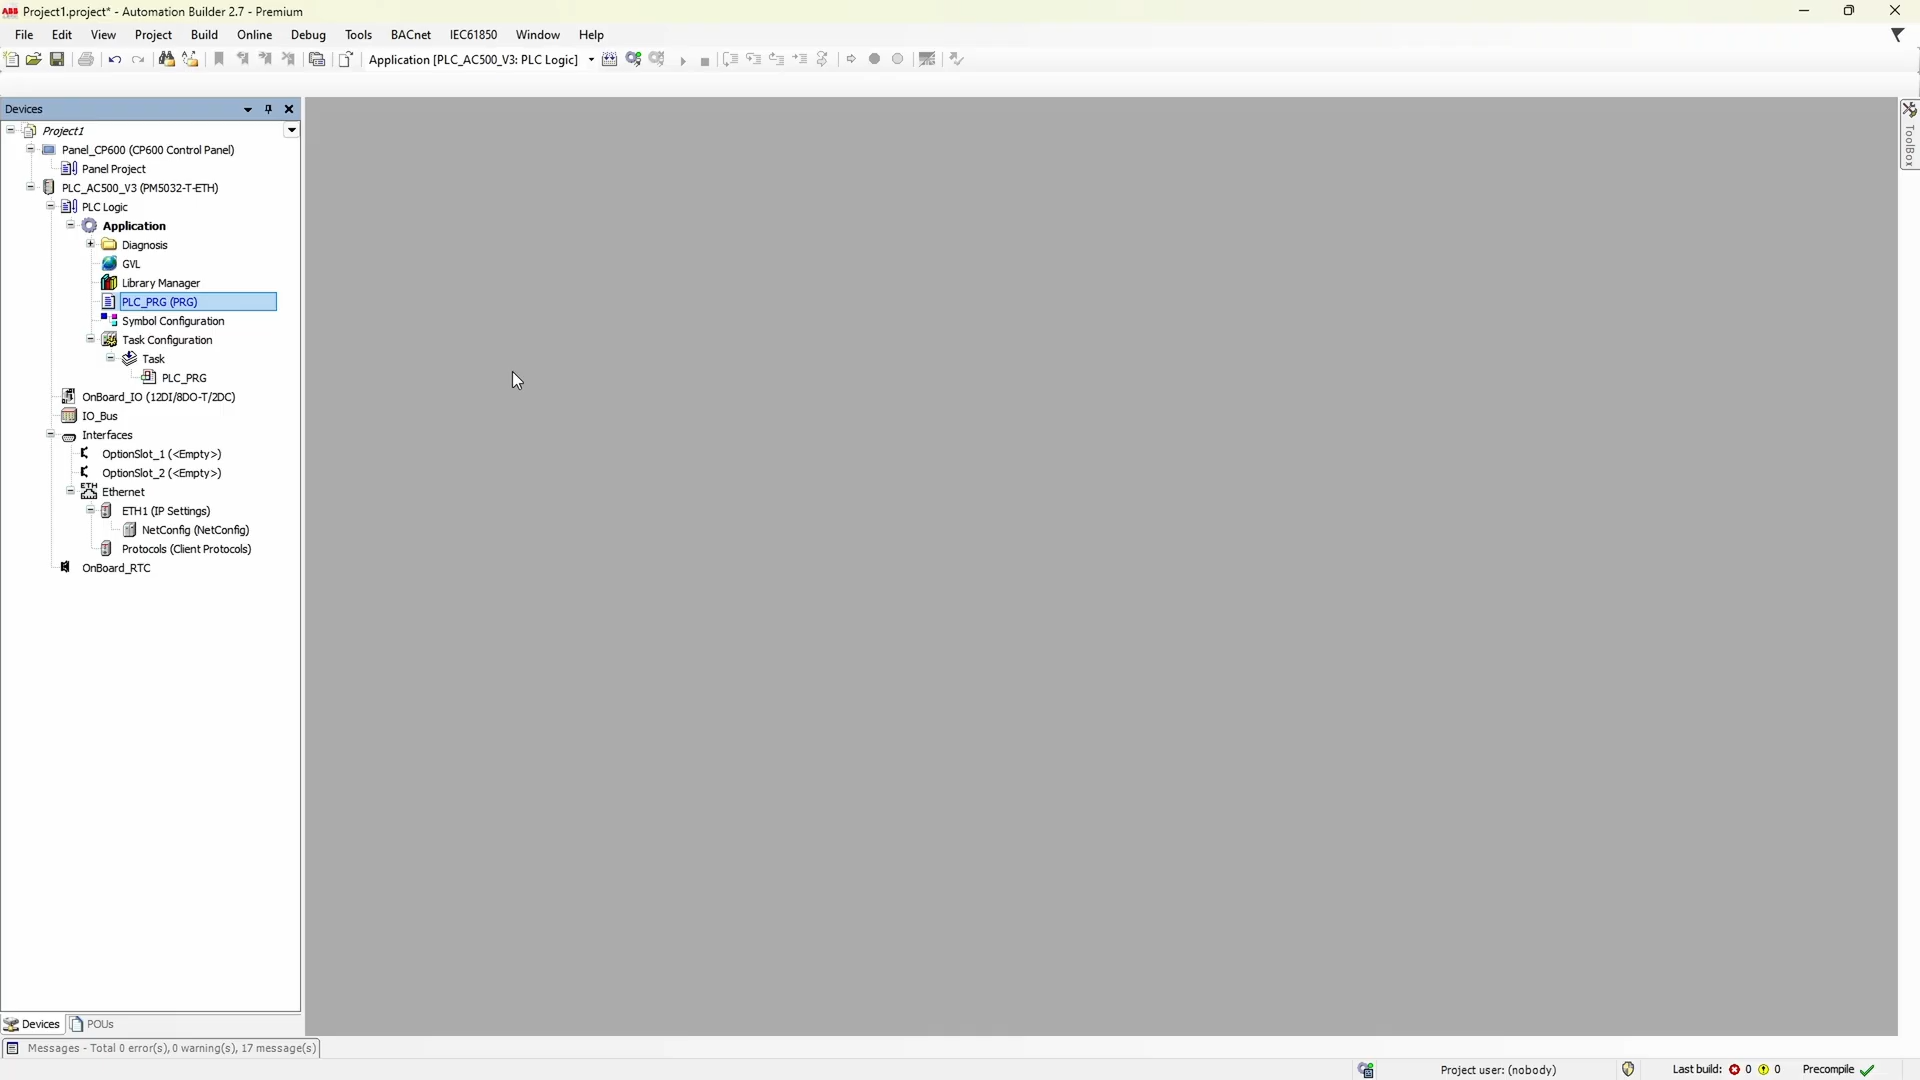 ABB Project1.project* - Automation Builder 2.7 - Premium
File Edit View Project Build Online Debug Tools BACnet IEC61850 Window Help
Application [PLC_AC500_V3: PLC Logic]
Devices
Project1
Panel_CP600 (CP600 Control Panel)
Panel Project
PLC_AC500_V3 (PM5032-T-ETH)
PLC Logic
Application
Diagnosis
GVL
Library Manager
PLC_PRG (PRG)
Symbol Configuration
Task Configuration
Task
PLC_PRG
OnBoard_IO (12DI/8DO-T/2DC)
IO_Bus
Interfaces
OptionSlot_1 (<Empty>)
OptionSlot_2 (<Empty>)
ETH Ethernet
ETH1 (IP Settings)
NetConfig (NetConfig)
Protocols (Client Protocols)
OnBoard_RTC
ToolBox
Devices POUs
Messages - Total 0 error(s), 0 warning(s), 17 message(s)
Project user: (nobody) Last build: 0 0 Precompile